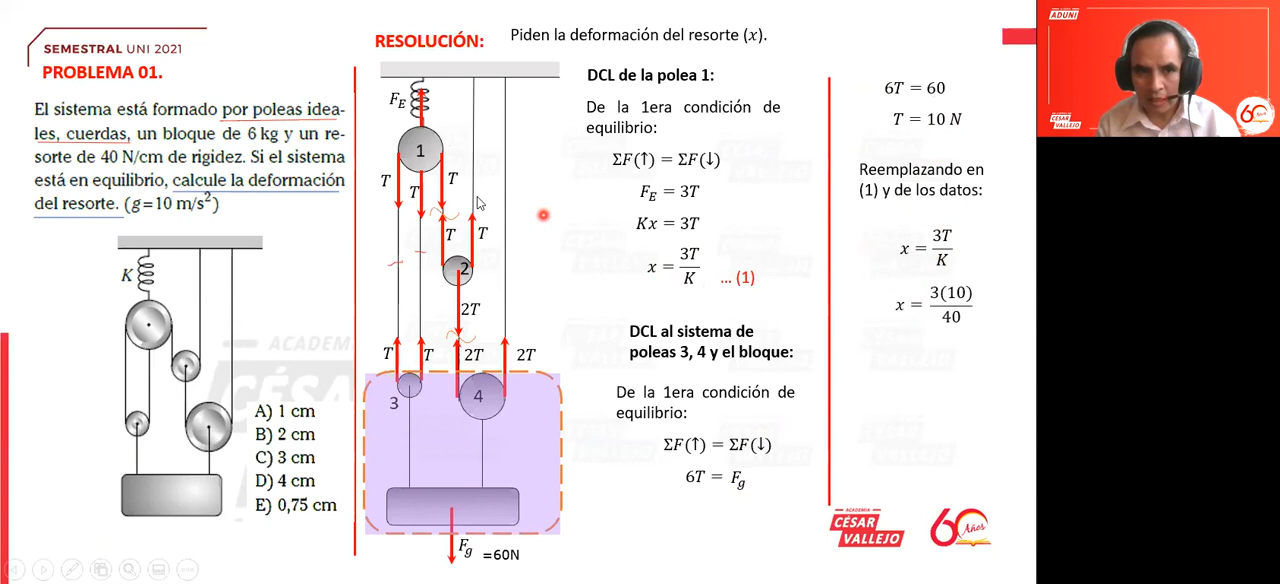 SEMESTRAL UNI 2021
PROBLEMA 01.
El sistema está formado por poleas idea-
les, cuerdas, un bloque de 6 kg y un re-
sorte de 40 N/cm de rigidez. Si el sistema
está en equilibrio, calcule la deformación
del resorte. (g=10 m/s²)
K
A) 1 cm
B) 2 cm
C) 3 cm
D) 4 cm
E) 0,75 cm
RESOLUCIÓN:
Piden la deformación del resorte (x).
F_E
1
T
T
T
T
T
2
2T
T
T
2T
2T
3
4
F_g =60N
DCL de la polea 1:
De la 1era condición de
equilibrio:
ΣF(↑) = ΣF(↓)
F_E = 3T
Kx = 3T
x = 3T/K ... (1)
DCL al sistema de
poleas 3, 4 y el bloque:
De la 1era condición de
equilibrio:
ΣF(↑) = ΣF(↓)
6T = F_g
6T = 60
T = 10 N
Reemplazando en
(1) y de los datos:
x = 3T/K
x = 3(10)/40
ACADEMIA
CÉSAR
VALLEJO
60 Años
ACADEMIA
ADUNI
ACADEMIA
CÉSAR
VALLEJO
60